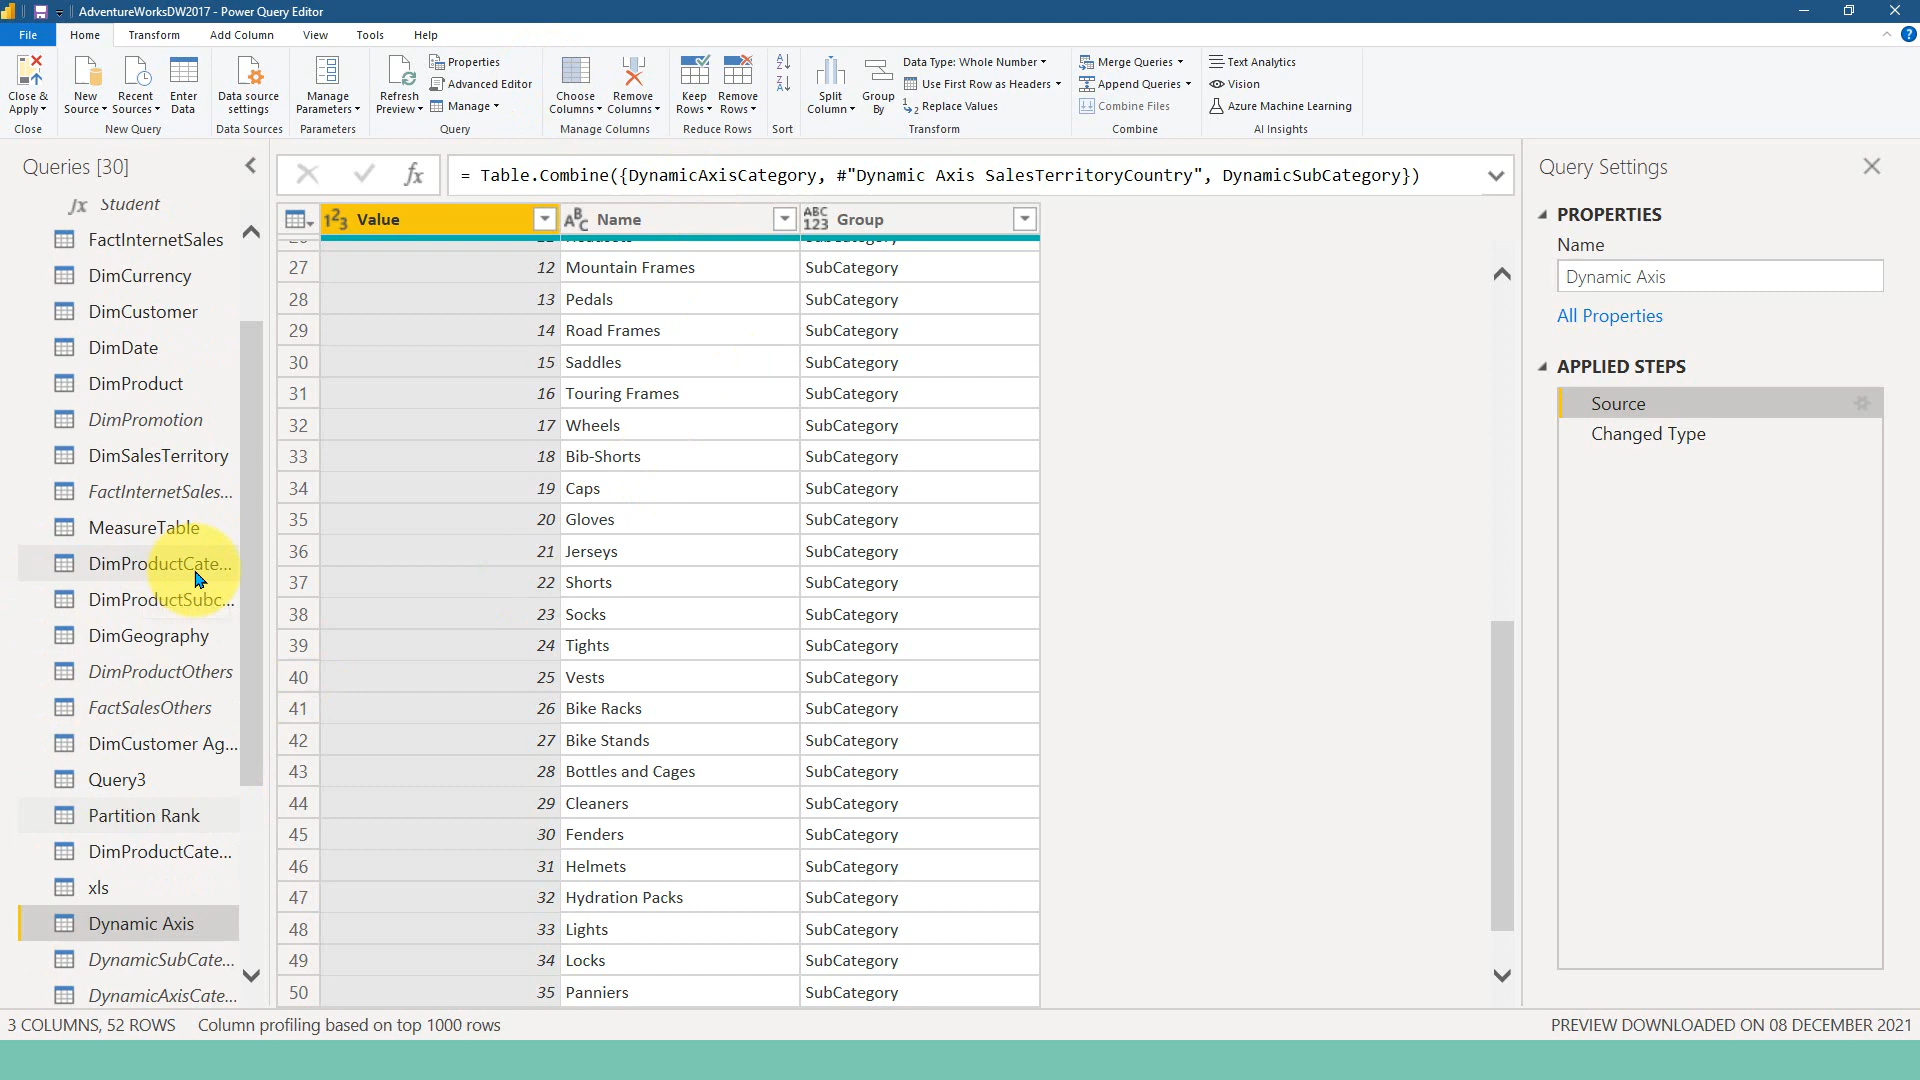 AdventureWorksDW2017 - Power Query Editor
File Home Transform Add Column View Tools Help
Close & Apply
Close
New Source
Recent Sources
Enter Data
New Query
Data source settings
Data Sources
Manage Parameters
Parameters
Refresh Preview
Properties
Advanced Editor
Manage
Query
Choose Columns
Remove Columns
Manage Columns
Keep Rows
Remove Rows
Reduce Rows
Sort
Split Column
Group By
Data Type: Whole Number
Use First Row as Headers
Replace Values
Transform
Merge Queries
Append Queries
Combine Files
Combine
Text Analytics
Vision
Azure Machine Learning
AI Insights
Queries [30]
fx Student
FactInternetSales
DimCurrency
DimCustomer
DimDate
DimProduct
DimPromotion
DimSalesTerritory
FactInternetSales...
MeasureTable
DimProductCate...
DimProductSubc...
DimGeography
DimProductOthers
FactSalesOthers
DimCustomer Ag...
Query3
Partition Rank
DimProductCate...
xls
Dynamic Axis
DynamicSubCate...
DynamicAxisCate...
fx = Table.Combine({DynamicAxisCategory, #"Dynamic Axis SalesTerritoryCountry", DynamicSubCategory})
123 Value ABC Name ABC123 Group
27 12 Mountain Frames SubCategory
28 13 Pedals SubCategory
29 14 Road Frames SubCategory
30 15 Saddles SubCategory
31 16 Touring Frames SubCategory
32 17 Wheels SubCategory
33 18 Bib-Shorts SubCategory
34 19 Caps SubCategory
35 20 Gloves SubCategory
36 21 Jerseys SubCategory
37 22 Shorts SubCategory
38 23 Socks SubCategory
39 24 Tights SubCategory
40 25 Vests SubCategory
41 26 Bike Racks SubCategory
42 27 Bike Stands SubCategory
43 28 Bottles and Cages SubCategory
44 29 Cleaners SubCategory
45 30 Fenders SubCategory
46 31 Helmets SubCategory
47 32 Hydration Packs SubCategory
48 33 Lights SubCategory
49 34 Locks SubCategory
50 35 Panniers SubCategory
Query Settings
PROPERTIES
Name
Dynamic Axis
All Properties
APPLIED STEPS
Source
Changed Type
3 COLUMNS, 52 ROWS Column profiling based on top 1000 rows
PREVIEW DOWNLOADED ON 08 DECEMBER 2021